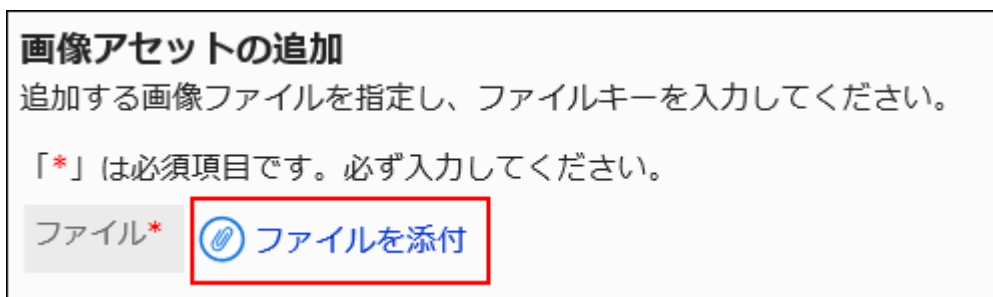 画像アセットの追加
追加する画像ファイルを指定し、ファイルキーを入力してください。
「*」は必須項目です。必ず入力してください。
ファイル* ファイルを添付